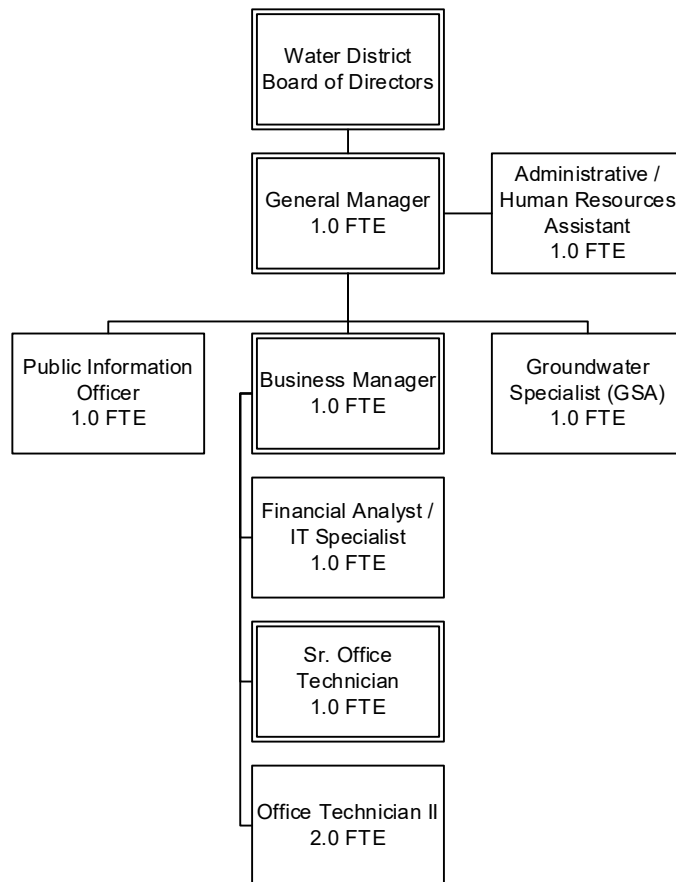 Water District
Board of Directors
General Manager
1.0 FTE
Administrative /
Human Resources
Assistant
1.0 FTE
Public Information
Officer
1.0 FTE
Business Manager
1.0 FTE
Groundwater
Specialist (GSA)
1.0 FTE
Financial Analyst /
IT Specialist
1.0 FTE
Sr. Office
Technician
1.0 FTE
Office Technician II
2.0 FTE